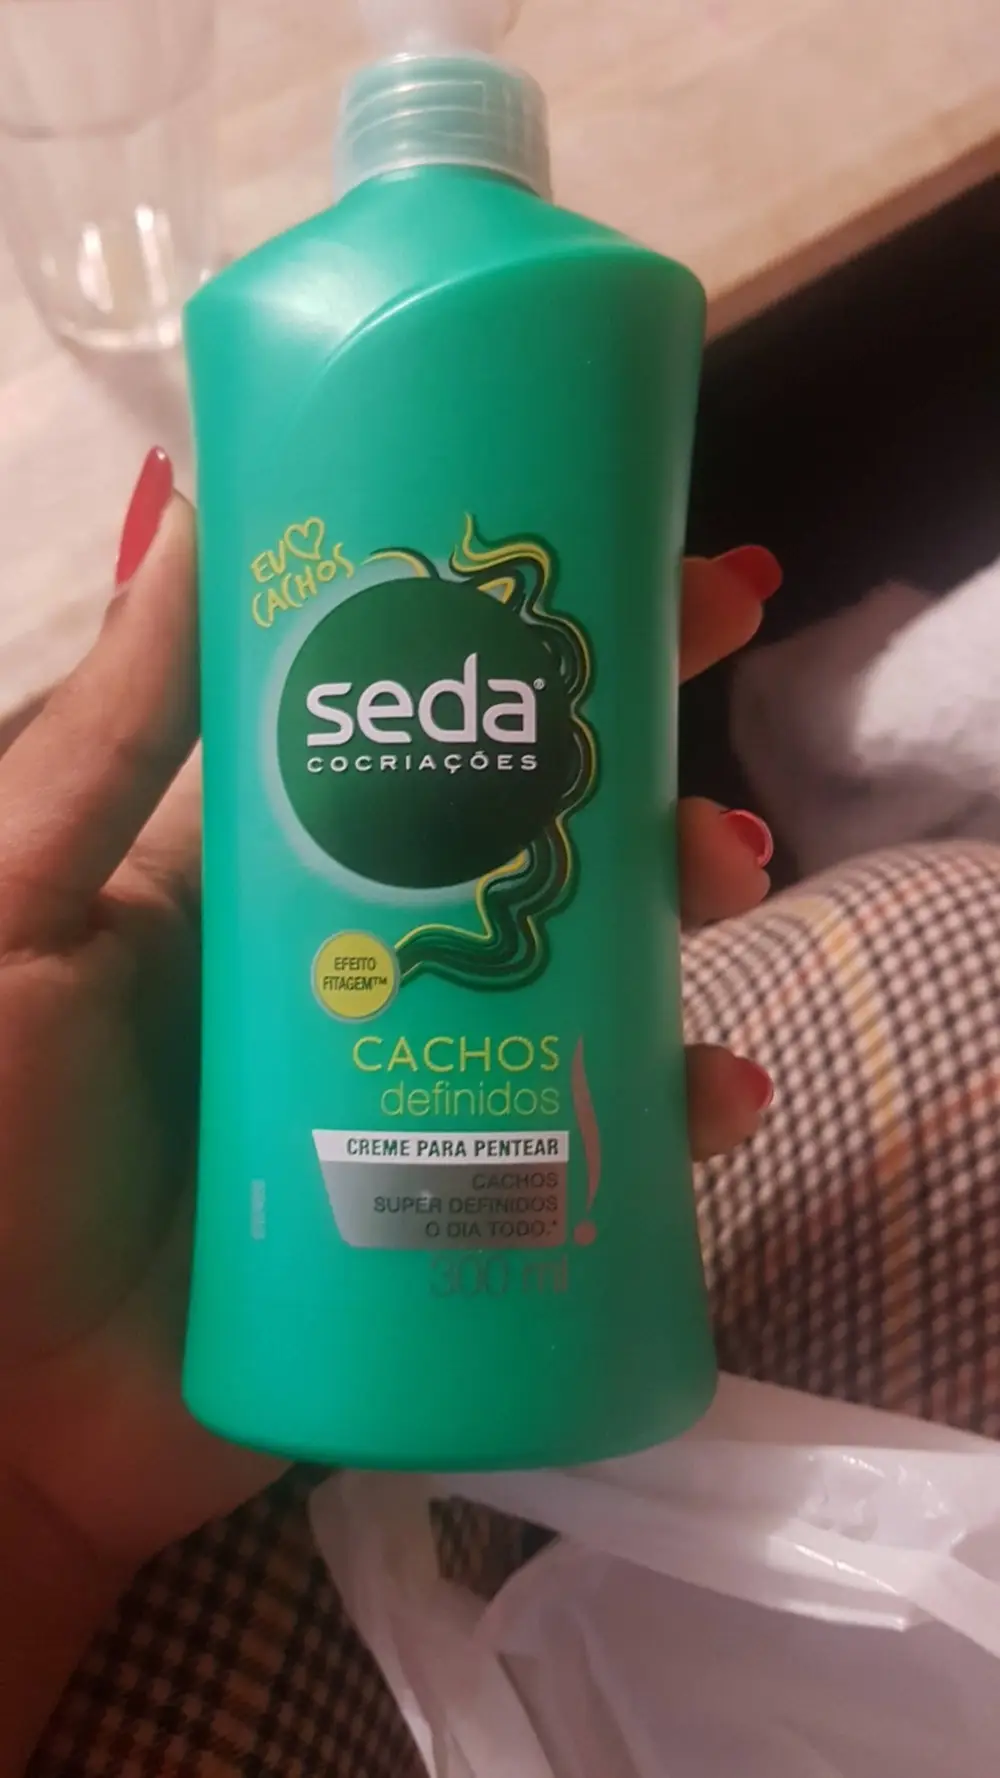 EU♡
CACHOS
seda®
COCRIAÇÕES
EFEITO
FITAGEM™
CACHOS
definidos
CREME PARA PENTEAR
CACHOS
SUPER DEFINIDOS
O DIA TODO.*
300 ml